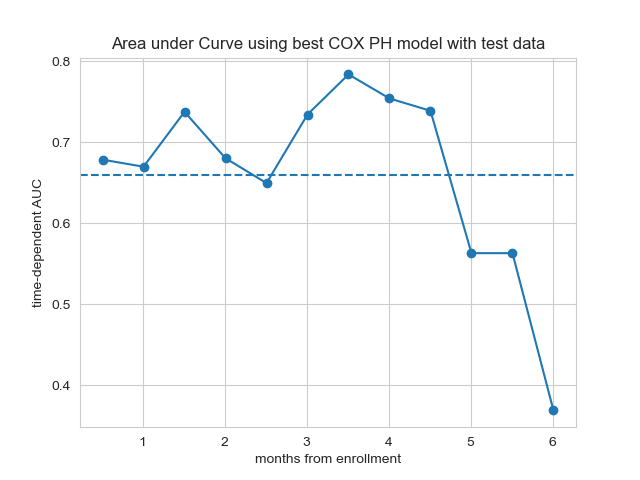 Area under Curve using best COX PH model with test data
0.8
0.7
0.6
0.5
0.4
time-dependent AUC
1 2 3 4 5 6
months from enrollment